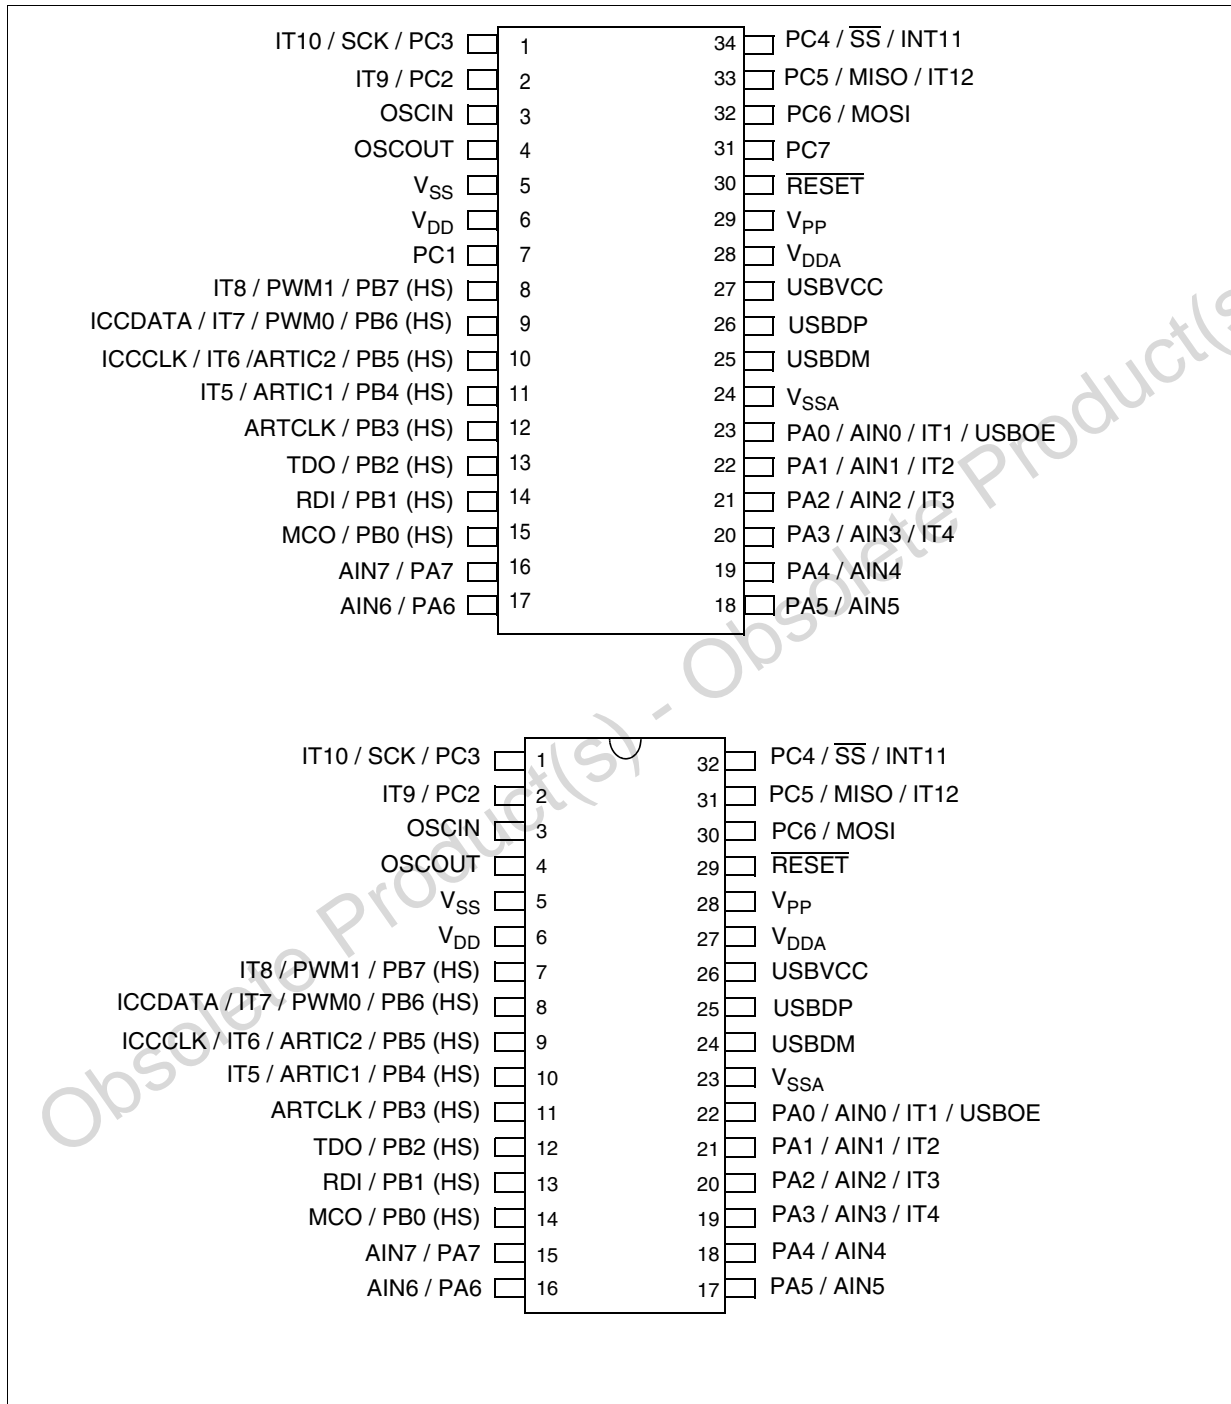 IT10 / SCK / PC3 1 34 PC4 / SS / INT11
IT9 / PC2 2 33 PC5 / MISO / IT12
OSCIN 3 32 PC6 / MOSI
OSCOUT 4 31 PC7
VSS 5 30 RESET
VDD 6 29 VPP
PC1 7 28 VDDA
IT8 / PWM1 / PB7 (HS) 8 27 USBVCC
ICCDATA / IT7 / PWM0 / PB6 (HS) 9 26 USBDP
ICCCLK / IT6 /ARTIC2 / PB5 (HS) 10 25 USBDM
IT5 / ARTIC1 / PB4 (HS) 11 24 VSSA
ARTCLK / PB3 (HS) 12 23 PA0 / AIN0 / IT1 / USBOE
TDO / PB2 (HS) 13 22 PA1 / AIN1 / IT2
RDI / PB1 (HS) 14 21 PA2 / AIN2 / IT3
MCO / PB0 (HS) 15 20 PA3 / AIN3 / IT4
AIN7 / PA7 16 19 PA4 / AIN4
AIN6 / PA6 17 18 PA5 / AIN5
IT10 / SCK / PC3 1 32 PC4 / SS / INT11
IT9 / PC2 2 31 PC5 / MISO / IT12
OSCIN 3 30 PC6 / MOSI
OSCOUT 4 29 RESET
VSS 5 28 VPP
VDD 6 27 VDDA
IT8 / PWM1 / PB7 (HS) 7 26 USBVCC
ICCDATA / IT7 / PWM0 / PB6 (HS) 8 25 USBDP
ICCCLK / IT6 / ARTIC2 / PB5 (HS) 9 24 USBDM
IT5 / ARTIC1 / PB4 (HS) 10 23 VSSA
ARTCLK / PB3 (HS) 11 22 PA0 / AIN0 / IT1 / USBOE
TDO / PB2 (HS) 12 21 PA1 / AIN1 / IT2
RDI / PB1 (HS) 13 20 PA2 / AIN2 / IT3
MCO / PB0 (HS) 14 19 PA3 / AIN3 / IT4
AIN7 / PA7 15 18 PA4 / AIN4
AIN6 / PA6 16 17 PA5 / AIN5
Obsolete Product(s) - Obsolete Product(s